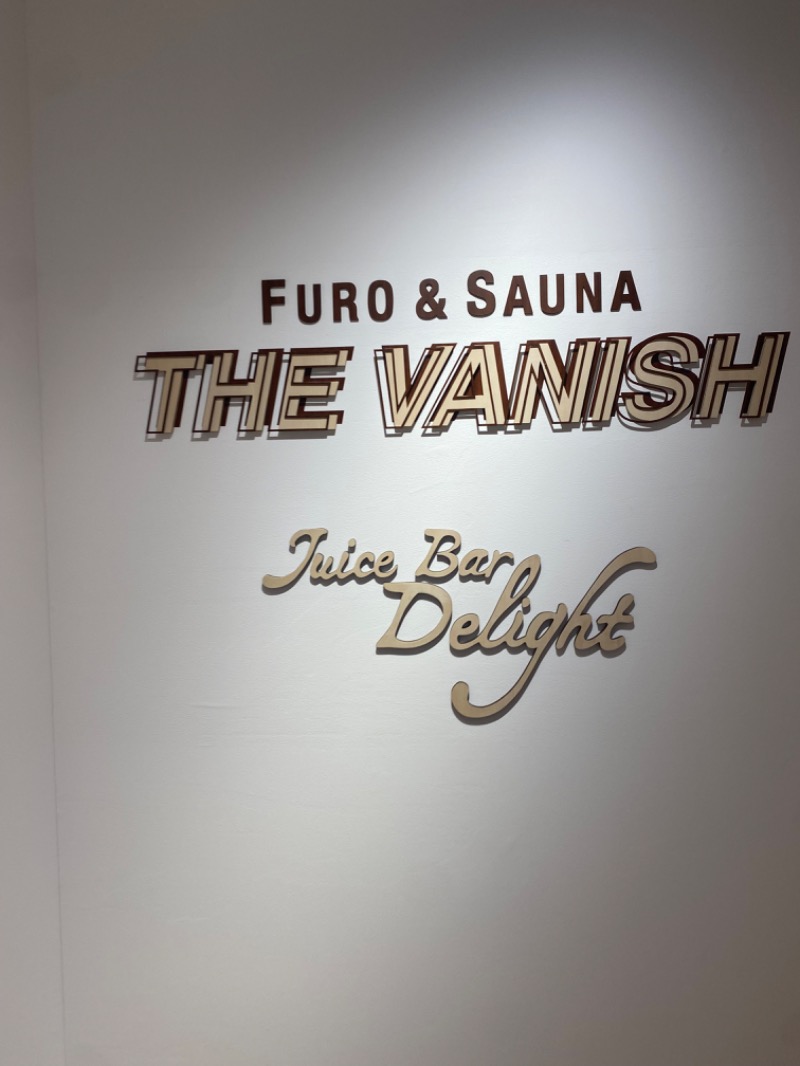 FURO & SAUNA
THE VANISH
Juice Bar
Delight